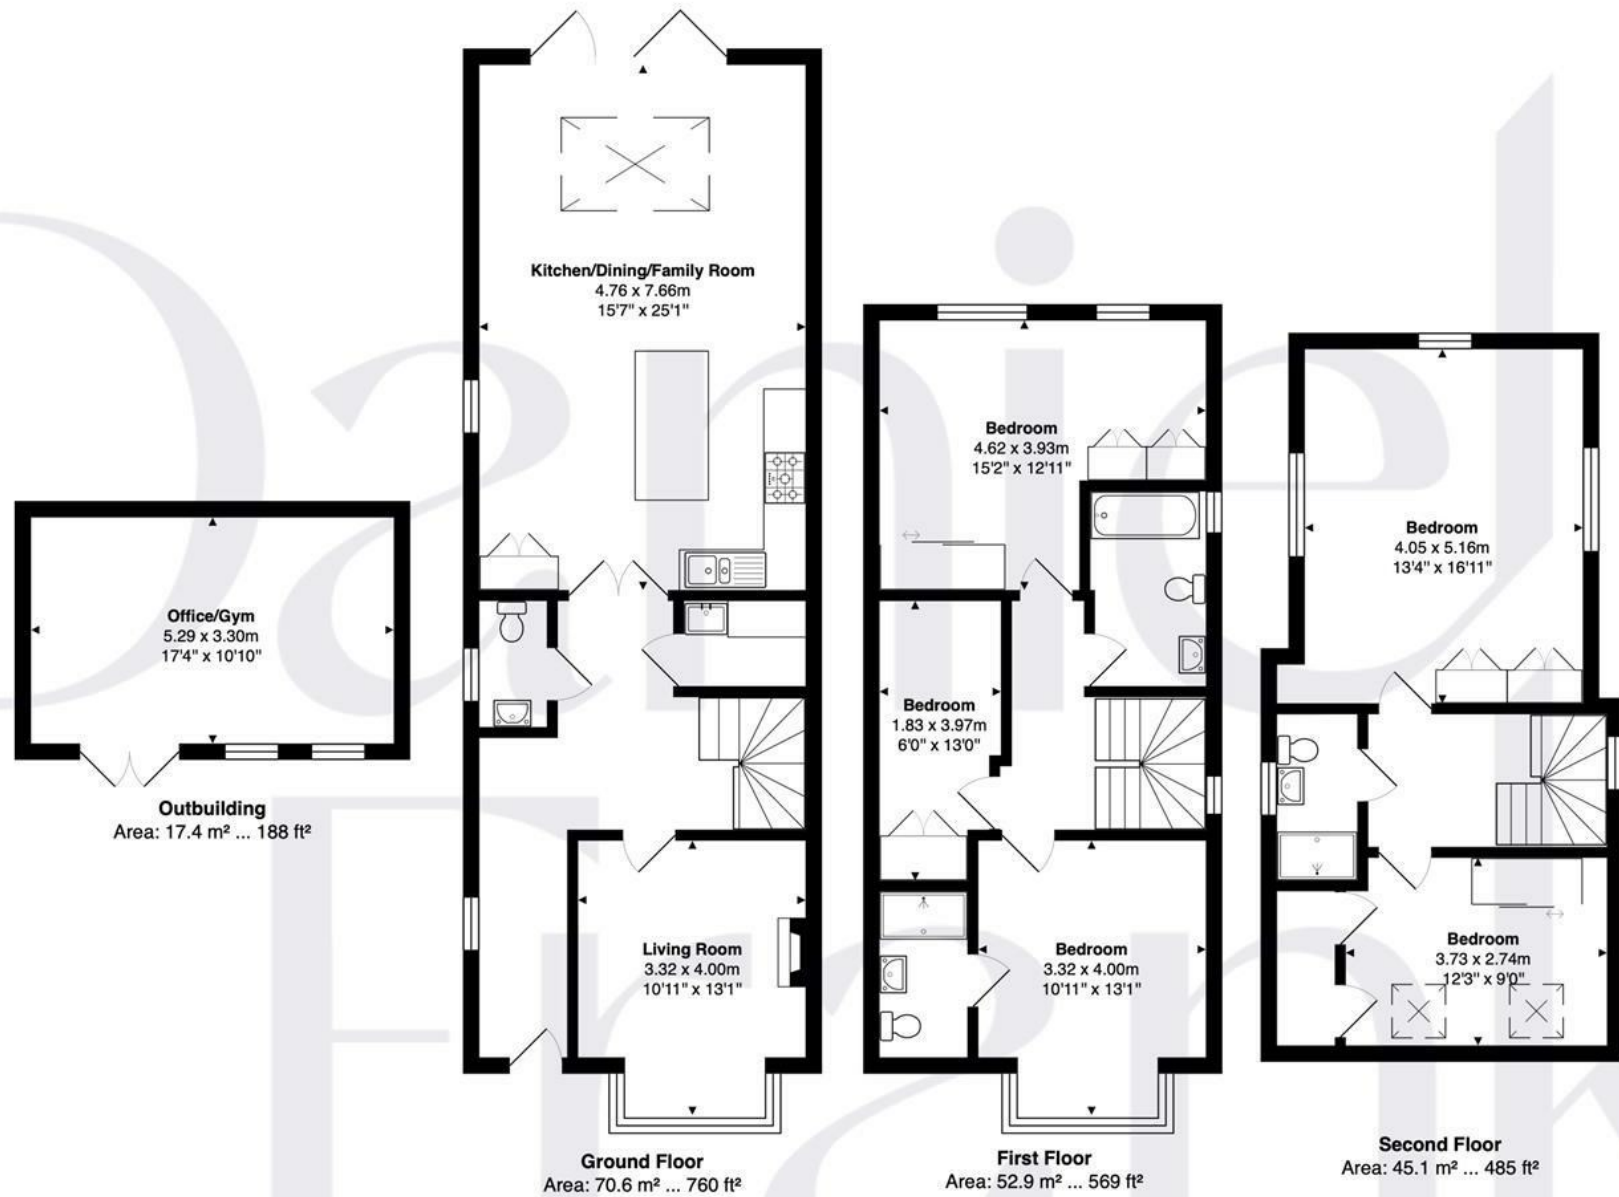 Kitchen/Dining/Family Room
4.76 x 7.66m
15'7" x 25'1"
Office/Gym
5.29 x 3.30m
17'4" x 10'10"
Outbuilding
Area: 17.4 m² ... 188 ft²
Living Room
3.32 x 4.00m
10'11" x 13'1"
Ground Floor
Area: 70.6 m² ... 760 ft²
Bedroom
4.62 x 3.93m
15'2" x 12'11"
Bedroom
1.83 x 3.97m
6'0" x 13'0"
Bedroom
3.32 x 4.00m
10'11" x 13'1"
First Floor
Area: 52.9 m² ... 569 ft²
Bedroom
4.05 x 5.16m
13'4" x 16'11"
Bedroom
3.73 x 2.74m
12'3" x 9'0"
Second Floor
Area: 45.1 m² ... 485 ft²
Daniel
Frank